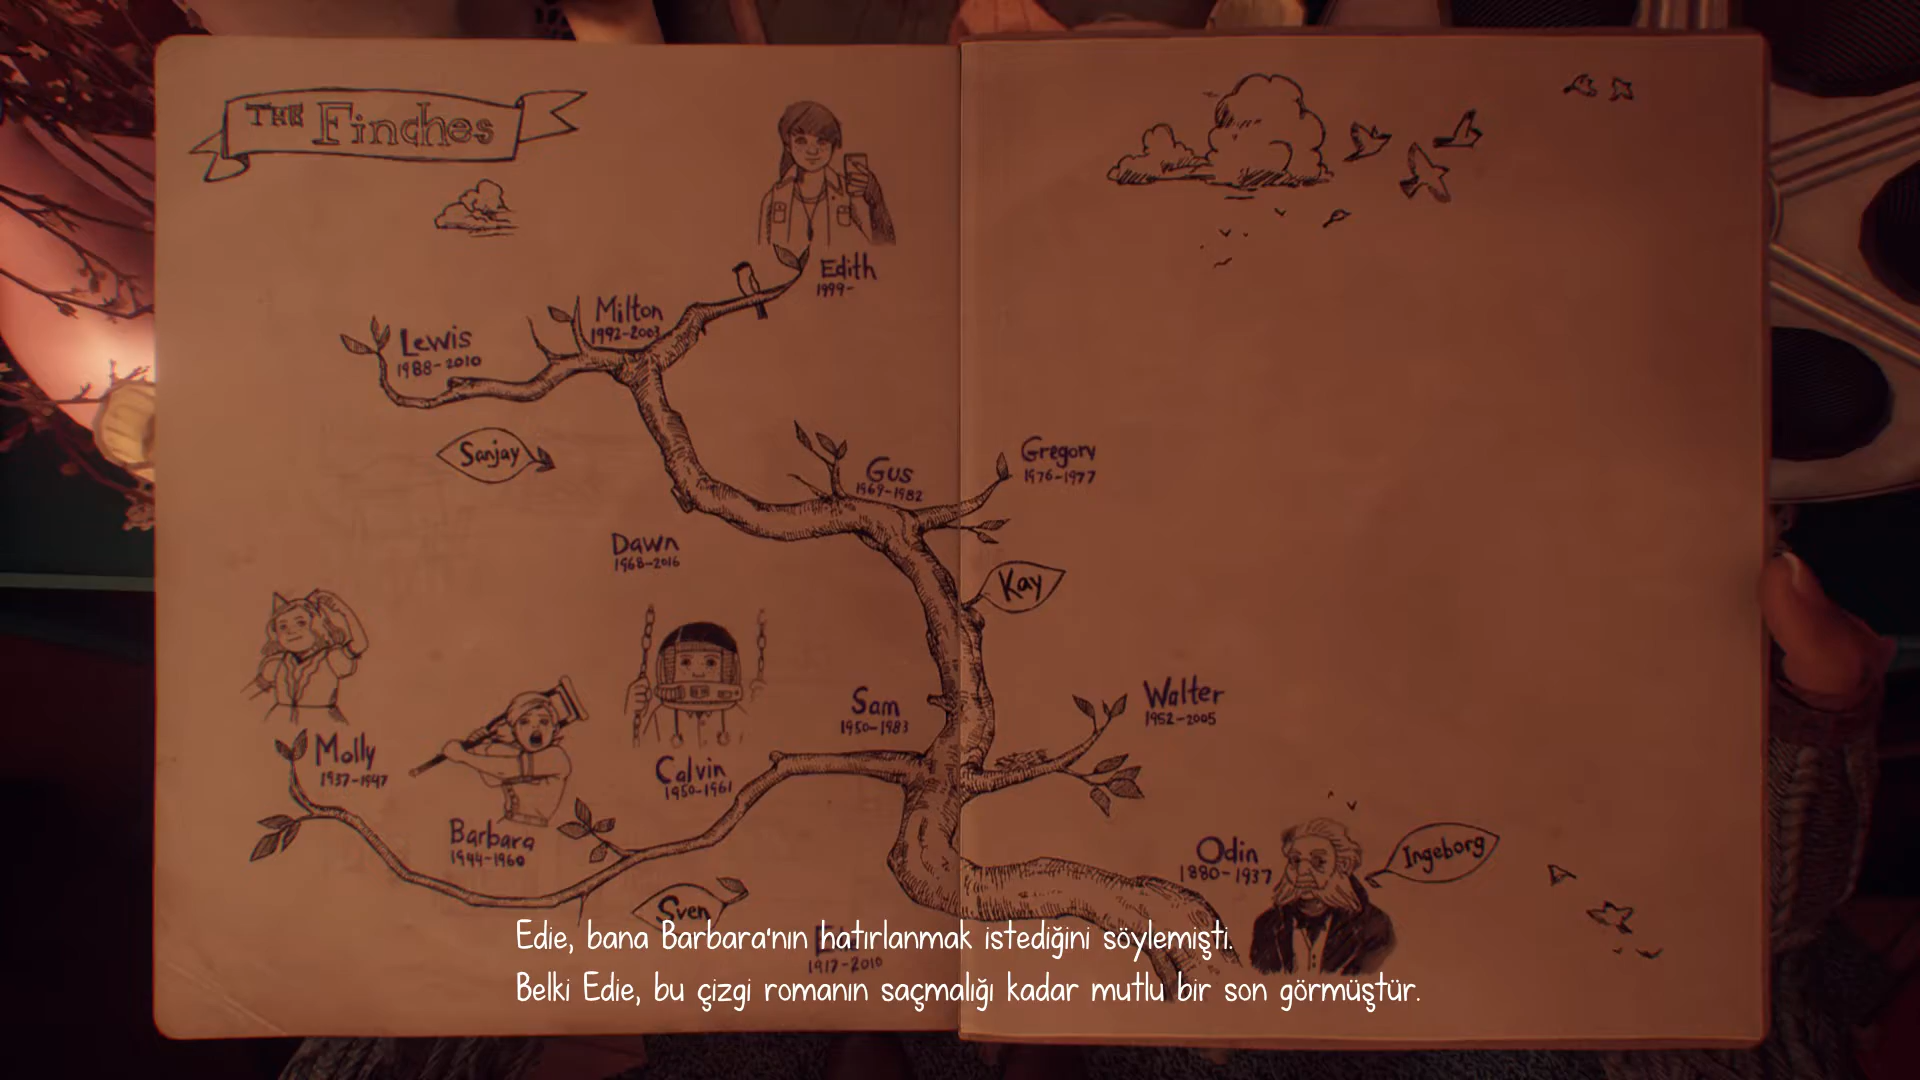 THE Finches
Edith
1999-
Milton
1992-2003
Lewis
1988-2010
Sanjay
Gregory
1976-1977
Gus
1969-1982
Dawn
1968-2016
Kay
Walter
1952-2005
Sam
1950-1983
Molly
1937-1947
Calvin
1950-1961
Barbara
1944-1960
Odin
1880-1937
Ingeborg
Sven
1917-2010
Edie, bana Barbara'nın hatırlanmak istediğini söylemişti.
Belki Edie, bu çizgi romanın saçmalığı kadar mutlu bir son görmüştür.